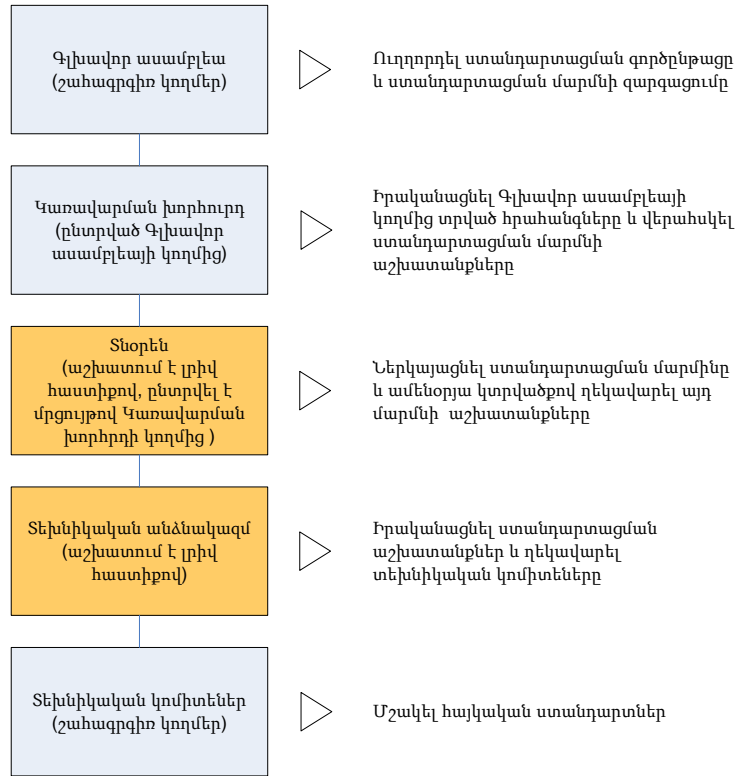 Գլխավոր ասամբլեա
(շահագրգիռ կողմեր)
Ուղղորդել ստանդարտացման գործընթացը
և ստանդարտացման մարմնի զարգացումը
Կառավարման խորհուրդ
(ընտրված Գլխավոր
ասամբլեայի կողմից)
Իրականացնել Գլխավոր ասամբլեայի
կողմից տրված հրահանգները և վերահսկել
ստանդարտացման մարմնի
աշխատանքները
Տնօրեն
(աշխատում է լրիվ
հաստիքով, ընտրվել է
մրցույթով Կառավարման
խորհրդի կողմից )
Ներկայացնել ստանդարտացման մարմինը
և ամենօրյա կտրվածքով ղեկավարել այդ
մարմնի աշխատանքները
Տեխնիկական անձնակազմ
(աշխատում է լրիվ
հաստիքով)
Իրականացնել ստանդարտացման
աշխատանքներ և ղեկավարել
տեխնիկական կոմիտեները
Տեխնիկական կոմիտեներ
(շահագրգիռ կողմեր)
Մշակել հայկական ստանդարտներ